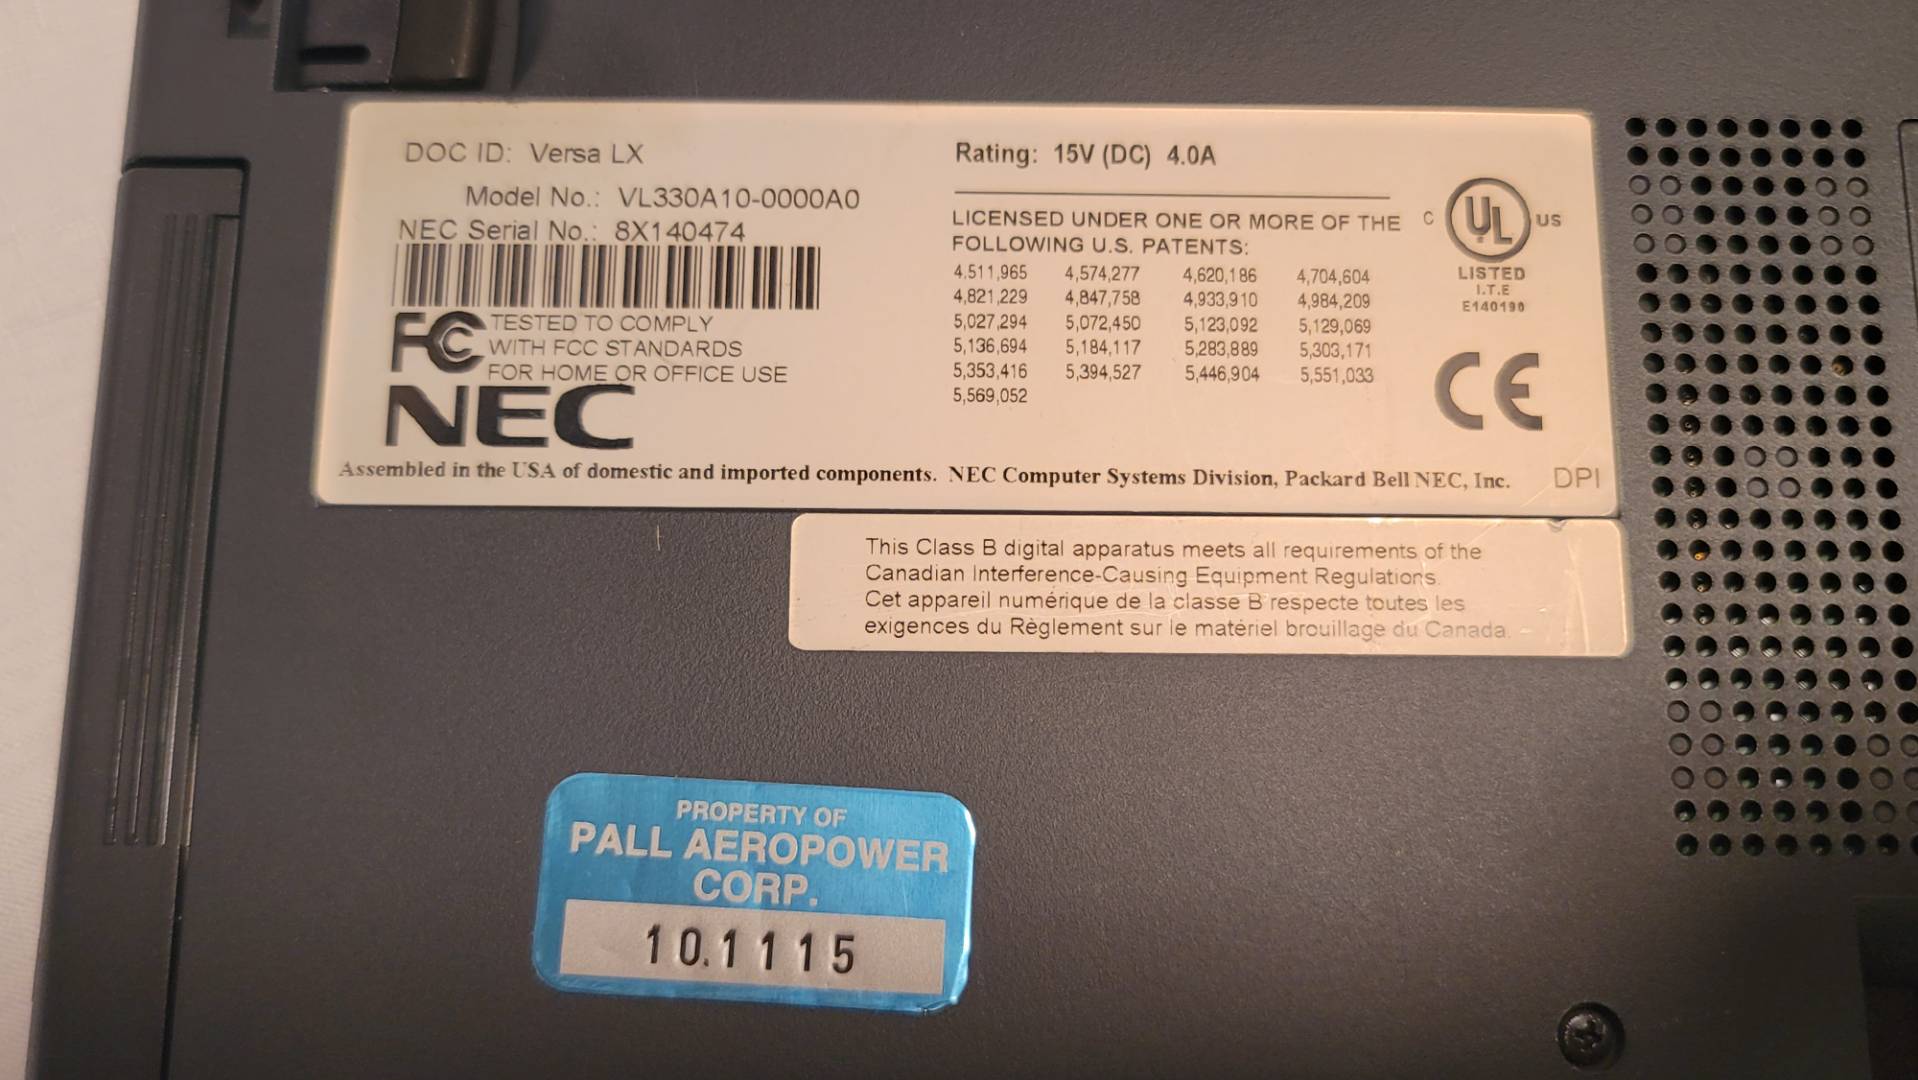 DOC ID: Versa LX
Model No.: VL330A10-0000A0
NEC Serial No.: 8X140474
FC TESTED TO COMPLY
WITH FCC STANDARDS
FOR HOME OR OFFICE USE
NEC
Rating: 15V (DC) 4.0A
LICENSED UNDER ONE OR MORE OF THE
FOLLOWING U.S. PATENTS:
4.511,965 4,574,277 4,620,186 4,704,604
4,821,229 4,847,758 4,933,910 4,984,209
5,027,294 5,072,450 5,123,092 5,129,069
5,136,694 5,184,117 5,283,889 5,303,171
5,353,416 5,394,527 5,446,904 5,551,033
5,569,052
C UL US
LISTED
I.T.E
E140190
CE
Assembled in the USA of domestic and imported components. NEC Computer Systems Division, Packard Bell NEC, Inc. DPI
This Class B digital apparatus meets all requirements of the
Canadian Interference-Causing Equipment Regulations.
Cet appareil numérique de la classe B respecte toutes les
exigences du Règlement sur le matériel brouillage du Canada.
PROPERTY OF
PALL AEROPOWER
CORP.
10.1115